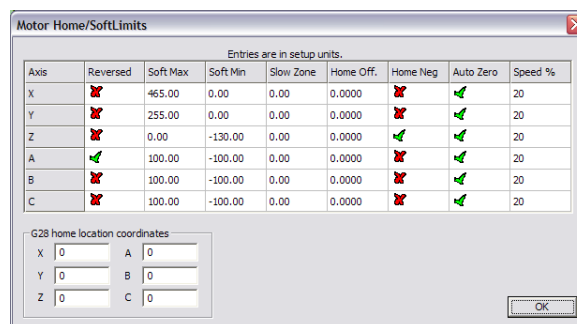 Motor Home/SoftLimits
Entries are in setup units.
Axis Reversed Soft Max Soft Min Slow Zone Home Off. Home Neg Auto Zero Speed %
X 465.00 0.00 0.00 0.0000 20
Y 255.00 0.00 0.00 0.0000 20
Z 0.00 -130.00 0.00 0.0000 20
A 100.00 -100.00 0.00 0.0000 20
B 100.00 -100.00 0.00 0.0000 20
C 100.00 -100.00 0.00 0.0000 20
G28 home location coordinates
X 0 A 0
Y 0 B 0
Z 0 C 0
OK